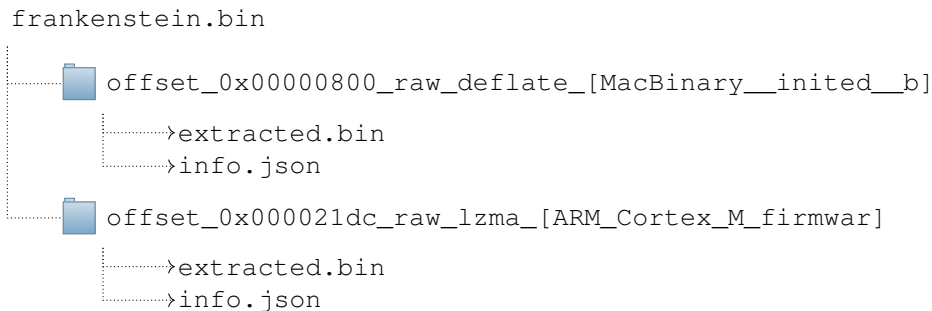 frankenstein.bin
offset_0x00000800_raw_deflate_[MacBinary__inited__b]
extracted.bin
info.json
offset_0x000021dc_raw_lzma_[ARM_Cortex_M_firmwar]
extracted.bin
info.json